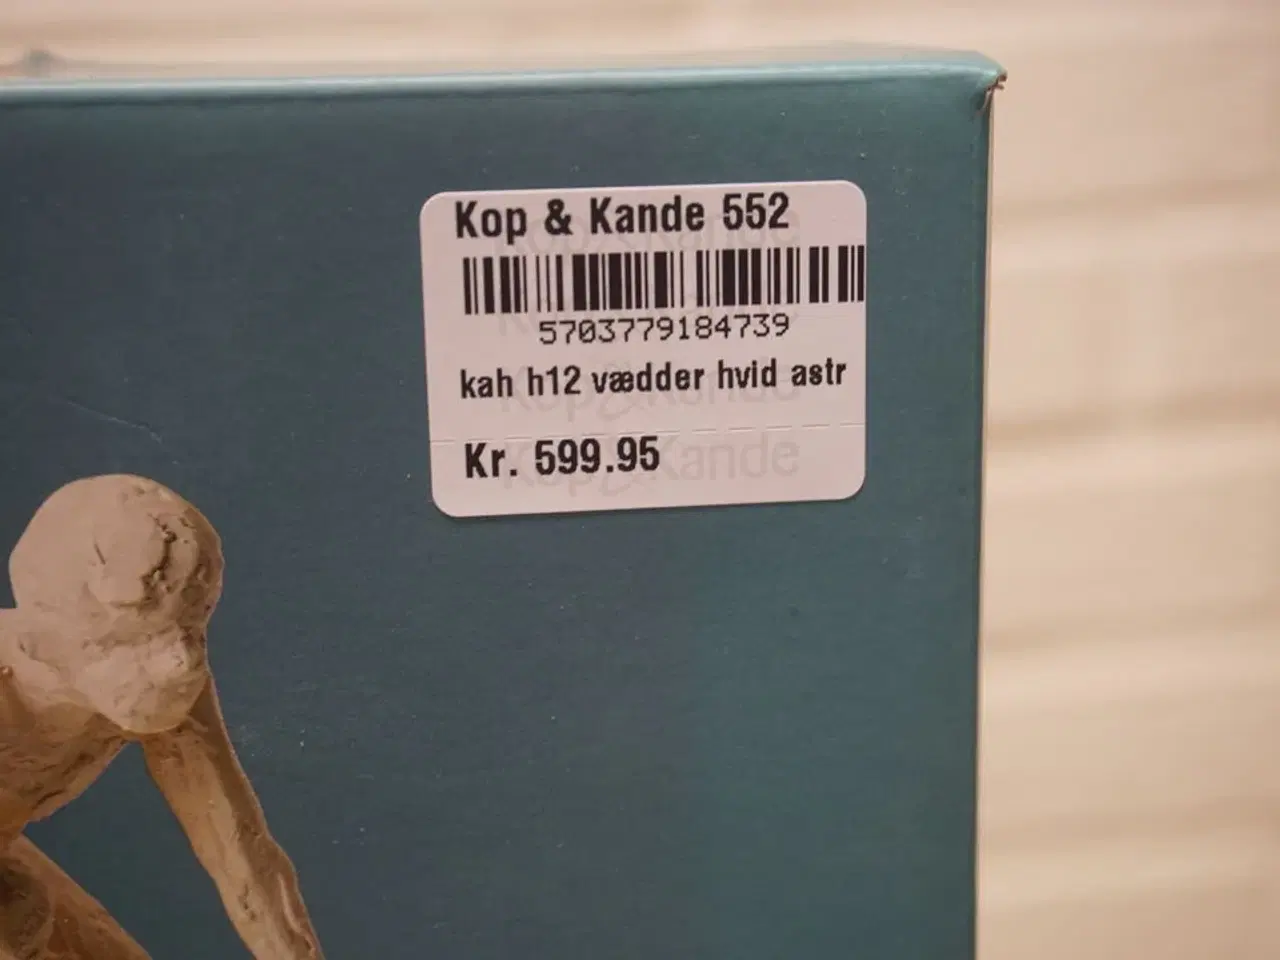 Kop & Kande 552
5703779184739
kah h12 vædder hvid astr
Kr. 599.95